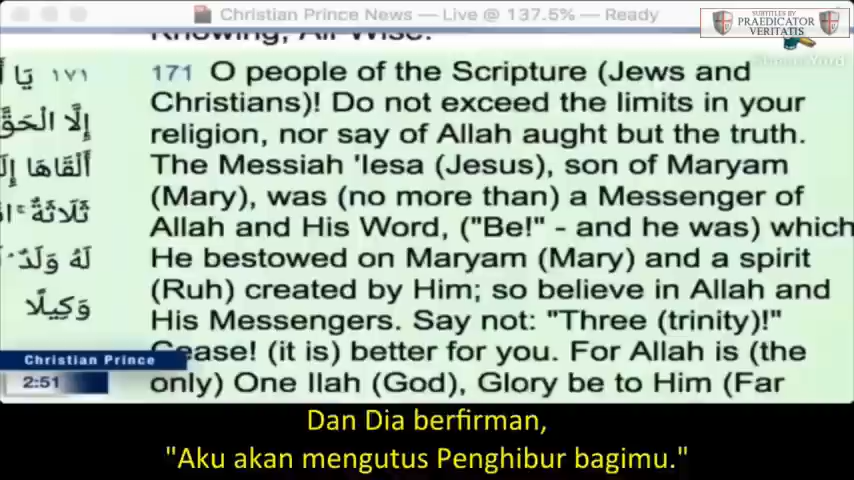 Christian Prince News — Live @ 137.5% — Ready
SUBTITLES BY
PRAEDICATOR
VERITATIS
Knowing, All-Wise.
171 O people of the Scripture (Jews and
Christians)! Do not exceed the limits in your
religion, nor say of Allah aught but the truth.
The Messiah 'Iesa (Jesus), son of Maryam
(Mary), was (no more than) a Messenger of
Allah and His Word, ("Be!" - and he was) which
He bestowed on Maryam (Mary) and a spirit
(Ruh) created by Him; so believe in Allah and
His Messengers. Say not: "Three (trinity)!"
Cease! (it is) better for you. For Allah is (the
only) One Ilah (God), Glory be to Him (Far
١٧١ يَا
إِلَّا الْحَقَّ
أَلْقَاهَا
ثَلَاثَةٌ
لَهُ وَلَدٌ
وَكِيلًا
Christian Prince
2:51
Dan Dia berfirman,
"Aku akan mengutus Penghibur bagimu."